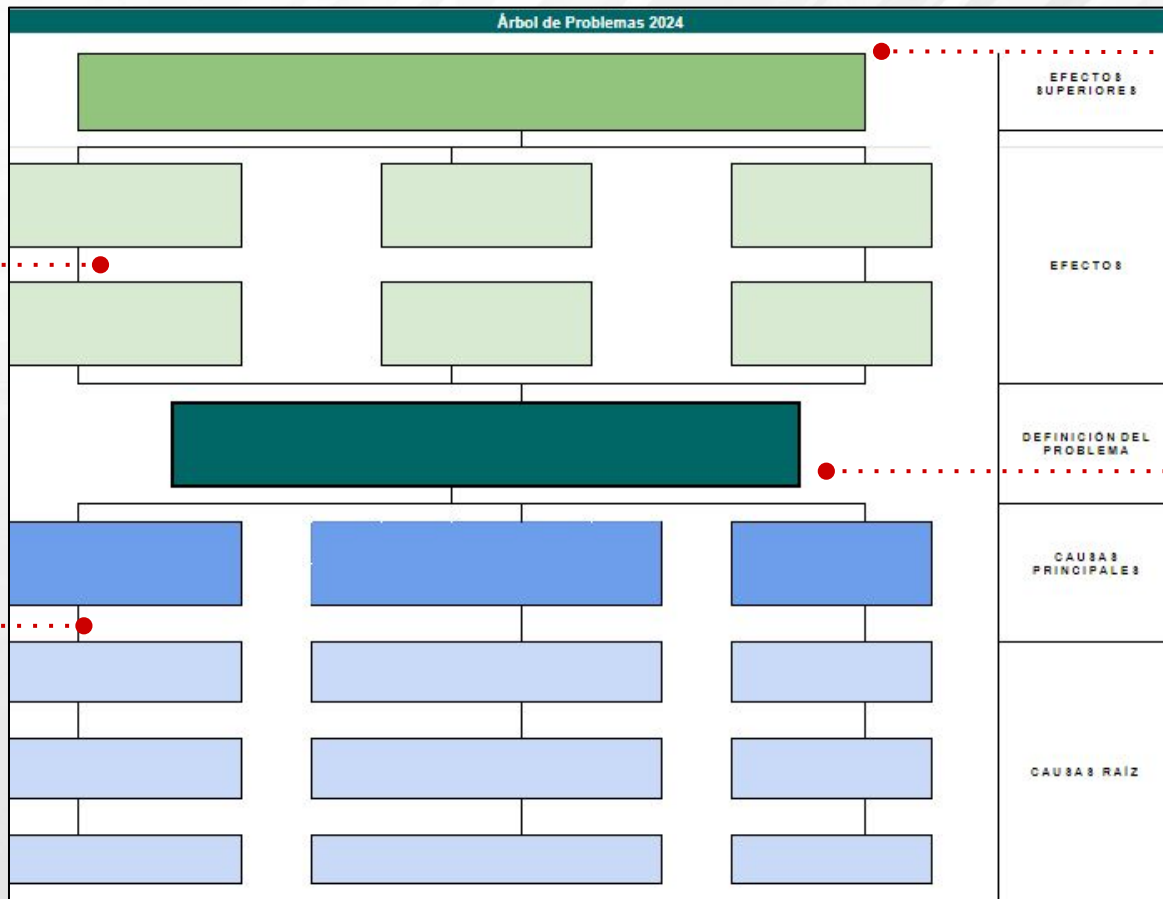 Árbol de Problemas 2024
EFECTOS
SUPERIORES
EFECTOS
DEFINICIÓN DEL
PROBLEMA
CAUSAS
PRINCIPALES
CAUSAS RAÍZ